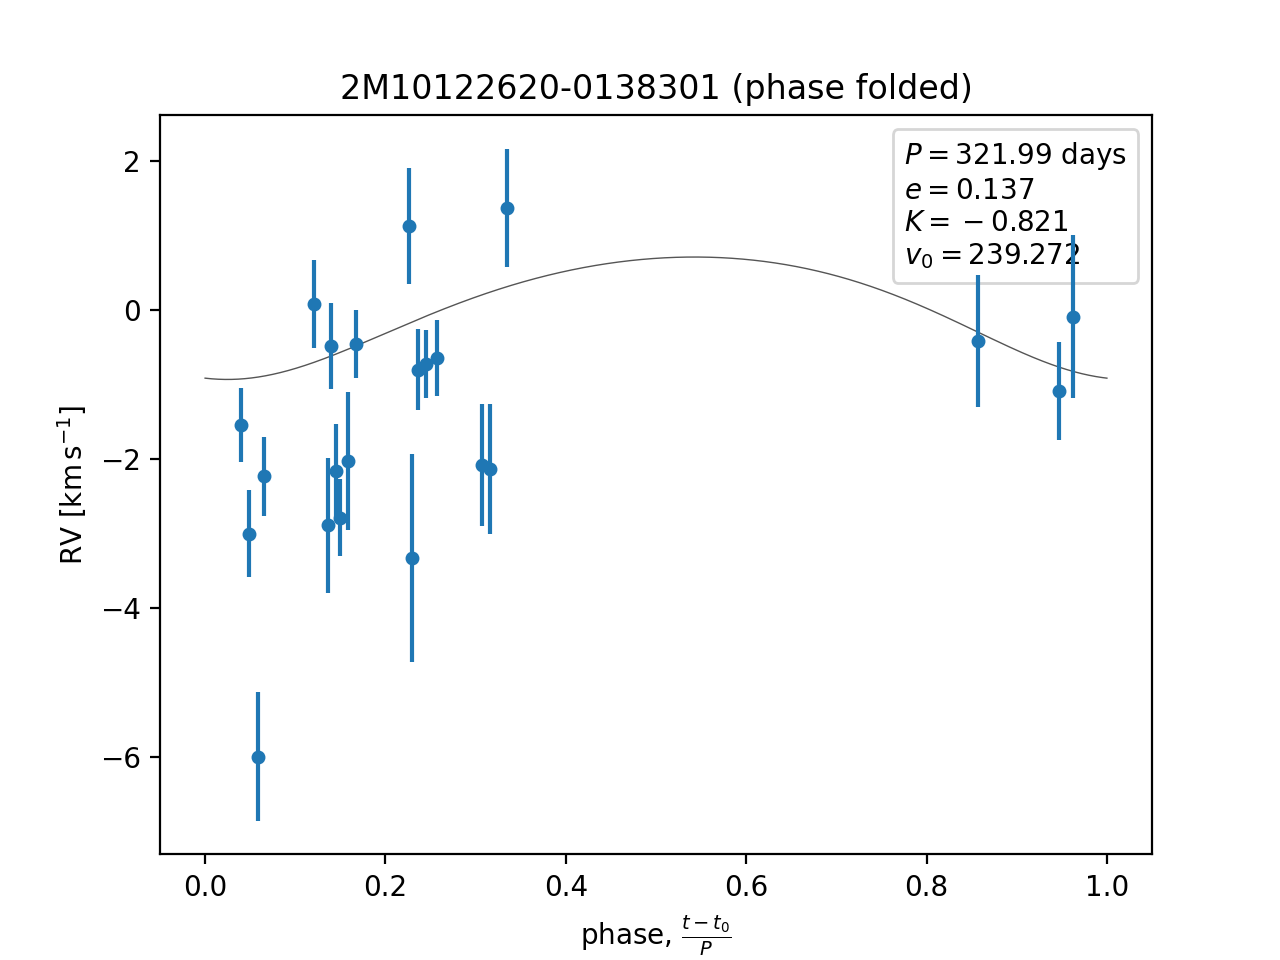 2M10122620-0138301 (phase folded)
P = 321.99 days
e = 0.137
K = −0.821
v₀ = 239.272
2
0
−2
−4
−6
RV [km s⁻¹]
0.0 0.2 0.4 0.6 0.8 1.0
phase, (t − t₀)/P